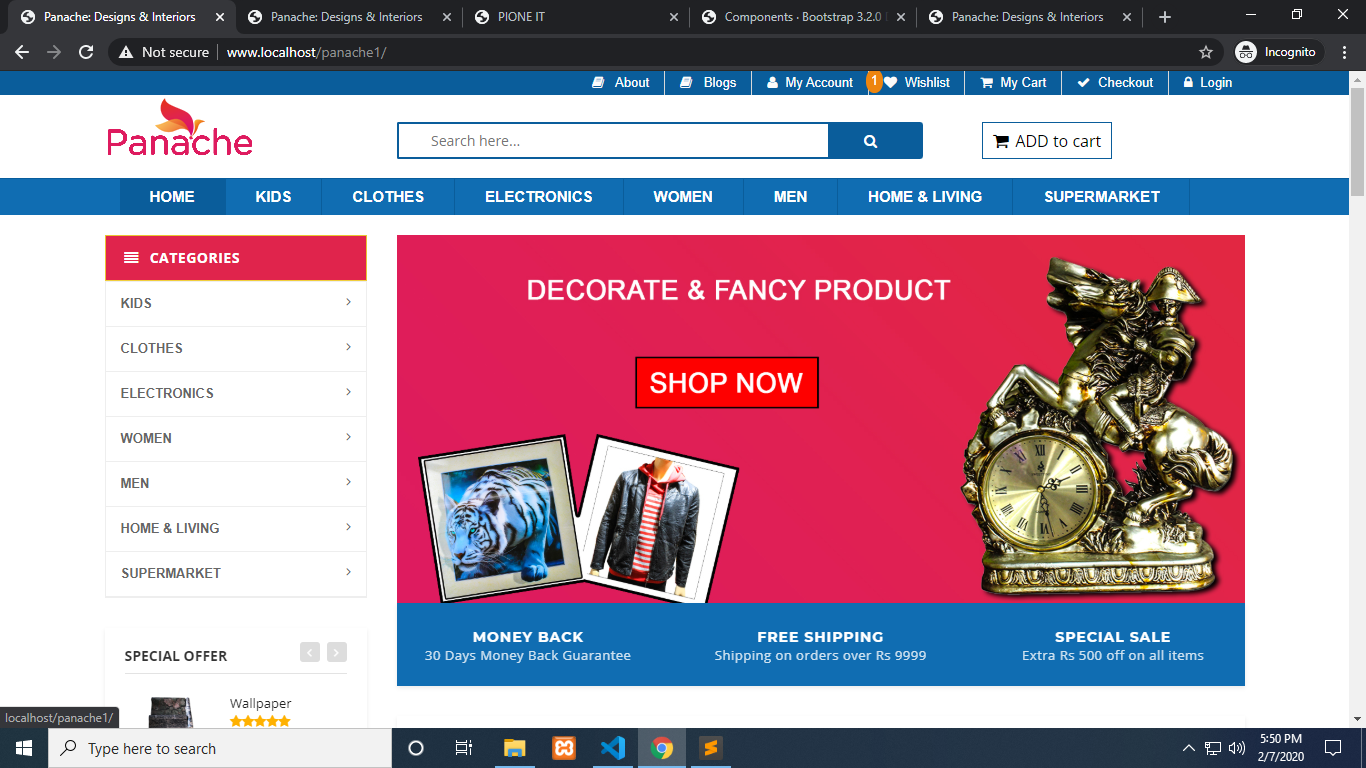 Panache: Designs & Interiors
Panache: Designs & Interiors
PIONE IT
Components · Bootstrap 3.2.0
Panache: Designs & Interiors
Not secure
www.localhost/panache1/
Incognito
About
Blogs
My Account
1
Wishlist
My Cart
Checkout
Login
Panache
Search here...
ADD to cart
HOME
KIDS
CLOTHES
ELECTRONICS
WOMEN
MEN
HOME & LIVING
SUPERMARKET
CATEGORIES
KIDS
CLOTHES
ELECTRONICS
WOMEN
MEN
HOME & LIVING
SUPERMARKET
DECORATE & FANCY PRODUCT
SHOP NOW
MONEY BACK
30 Days Money Back Guarantee
FREE SHIPPING
Shipping on orders over Rs 9999
SPECIAL SALE
Extra Rs 500 off on all items
SPECIAL OFFER
Wallpaper
localhost/panache1/
Type here to search
5:50 PM
2/7/2020